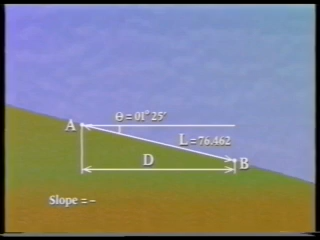 θ = 01° 25'
A
L = 76.462
B
D
Slope = –